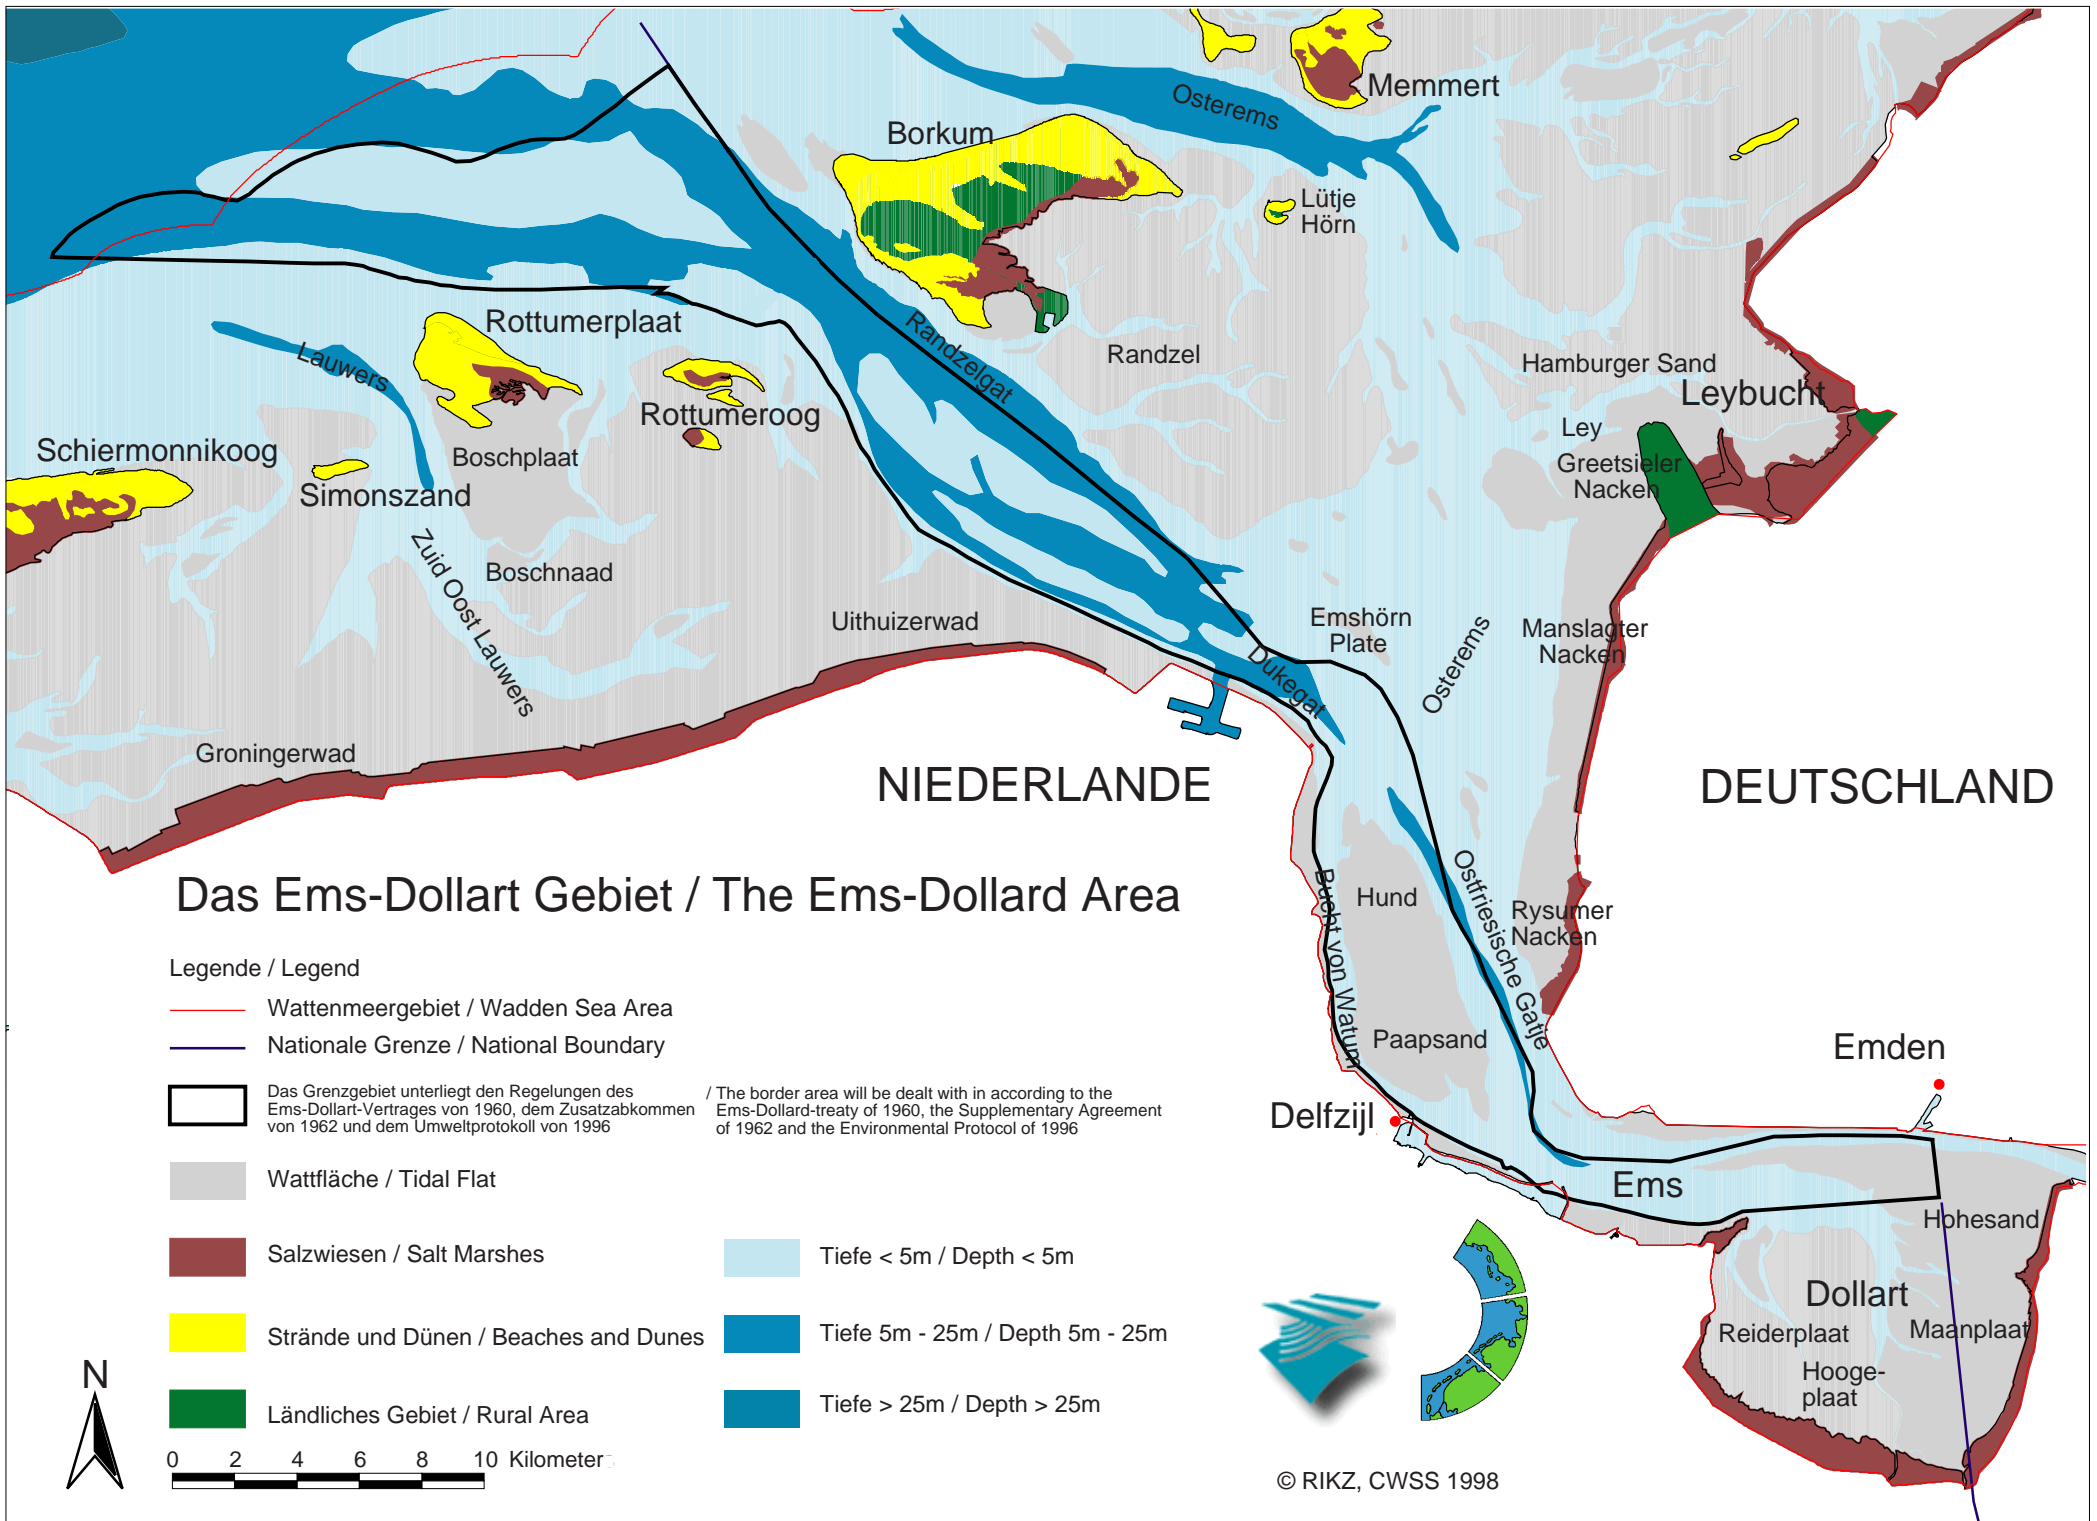 Memmert
Osterems
Borkum
Lütje
Hörn
Rottumerplaat
Randzelgat
Lauwers
Randzel
Hamburger Sand
Leybucht
Rottumeroog
Ley
Schiermonnikoog
Boschplaat
Greetsieler
Nacken
Simonszand
Zuid Oost Lauwers
Boschnaad
Uithuizerwad
Emshörn
Plate
Osterems
Manslagter
Nacken
Dukegat
Groningerwad
NIEDERLANDE
DEUTSCHLAND
Das Ems-Dollart Gebiet / The Ems-Dollard Area
Bucht von Watum
Hund
Ostfriesische Gatje
Rysumer
Nacken
Paapsand
Emden
Delfzijl
Ems
Hohesand
Dollart
Reiderplaat
Maanplaat
Hooge-
plaat
Legende / Legend
Wattenmeergebiet / Wadden Sea Area
Nationale Grenze / National Boundary
Das Grenzgebiet unterliegt den Regelungen des
Ems-Dollart-Vertrages von 1960, dem Zusatzabkommen
von 1962 und dem Umweltprotokoll von 1996
/ The border area will be dealt with in according to the
Ems-Dollard-treaty of 1960, the Supplementary Agreement
of 1962 and the Environmental Protocol of 1996
Wattfläche / Tidal Flat
Salzwiesen / Salt Marshes
Strände und Dünen / Beaches and Dunes
Ländliches Gebiet / Rural Area
Tiefe < 5m / Depth < 5m
Tiefe 5m - 25m / Depth 5m - 25m
Tiefe > 25m / Depth > 25m
N
0 2 4 6 8 10 Kilometer
© RIKZ, CWSS 1998